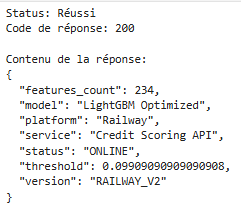 Status: Réussi
Code de réponse: 200

Contenu de la réponse:
{
  "features_count": 234,
  "model": "LightGBM Optimized",
  "platform": "Railway",
  "service": "Credit Scoring API",
  "status": "ONLINE",
  "threshold": 0.09909090909090908,
  "version": "RAILWAY_V2"
}